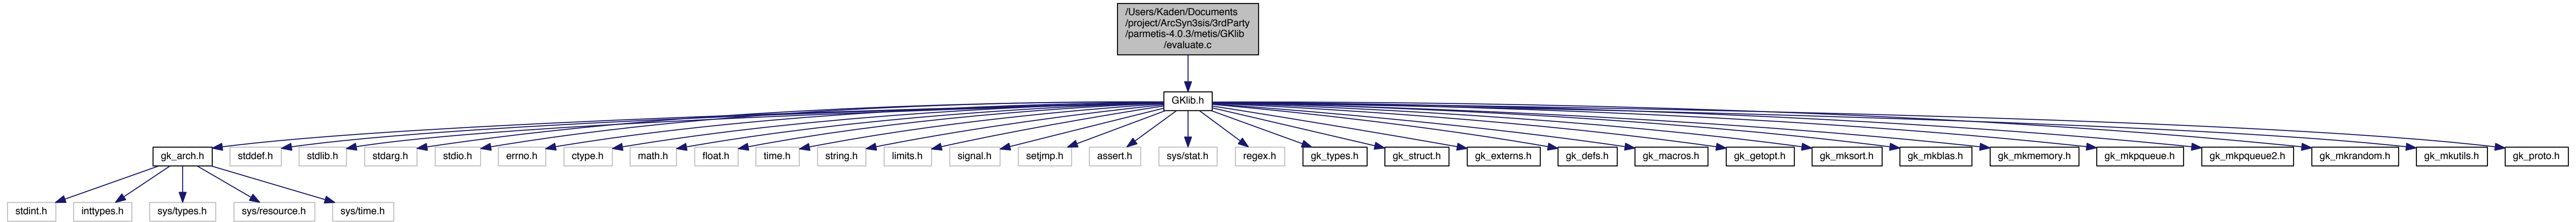 /Users/Kaden/Documents
/project/ArcSyn3sis/3rdParty
/parmetis-4.0.3/metis/GKlib
/evaluate.c
GKlib.h
gk_arch.h
stddef.h
stdlib.h
stdarg.h
stdio.h
errno.h
ctype.h
math.h
float.h
time.h
string.h
limits.h
signal.h
setjmp.h
assert.h
sys/stat.h
regex.h
gk_types.h
gk_struct.h
gk_externs.h
gk_defs.h
gk_macros.h
gk_getopt.h
gk_mksort.h
gk_mkblas.h
gk_mkmemory.h
gk_mkpqueue.h
gk_mkpqueue2.h
gk_mkrandom.h
gk_mkutils.h
gk_proto.h
stdint.h
inttypes.h
sys/types.h
sys/resource.h
sys/time.h